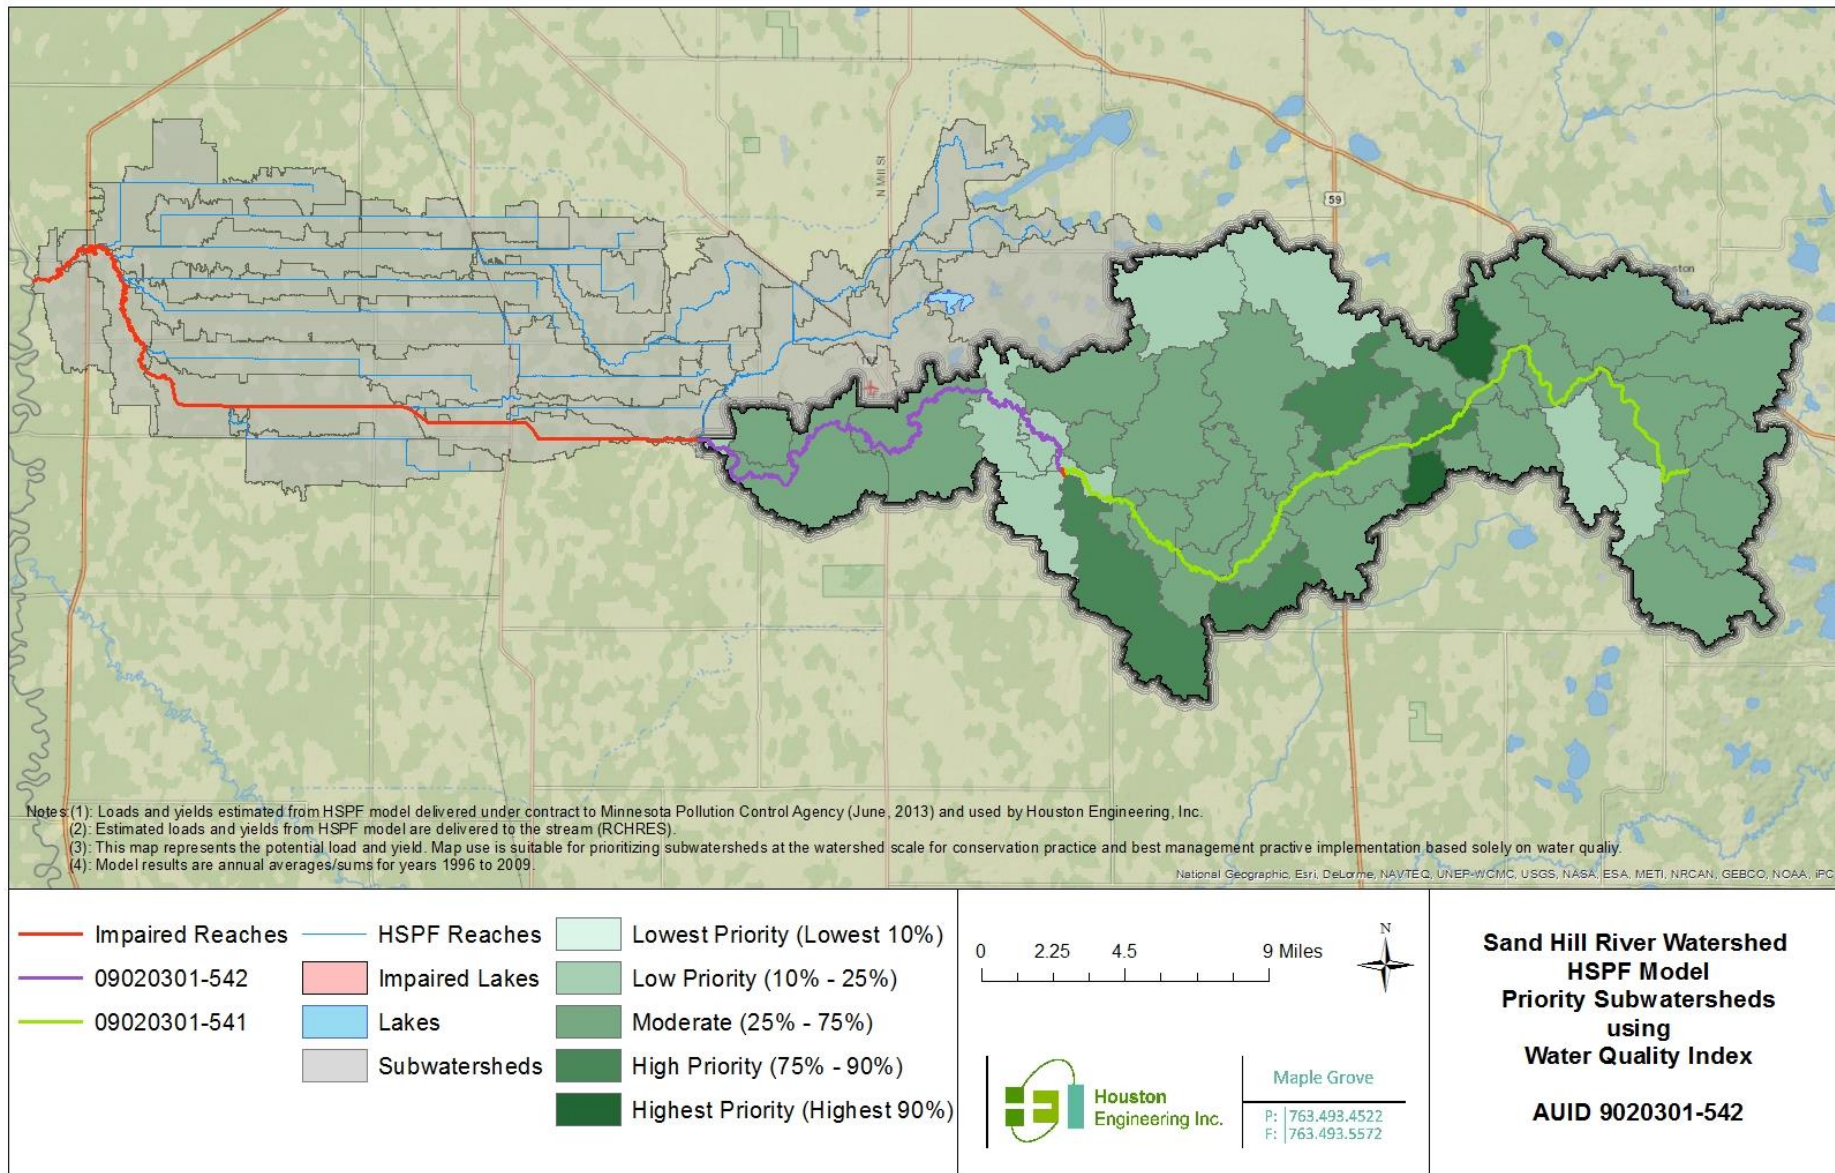 N Mill St
59
102
Notes:(1): Loads and yields estimated from HSPF model delivered under contract to Minnesota Pollution Control Agency (June, 2013) and used by Houston Engineering, Inc.
(2): Estimated loads and yields from HSPF model are delivered to the stream (RCHRES).
(3): This map represents the potential load and yield. Map use is suitable for prioritizing subwatersheds at the watershed scale for conservation practice and best management practive implementation based solely on water qualiy.
(4): Model results are annual averages/sums for years 1996 to 2009.
National Geographic, Esri, DeLorme, NAVTEQ, UNEP-WCMC, USGS, NASA, ESA, METI, NRCAN, GEBCO, NOAA, iPC
Impaired Reaches
09020301-542
09020301-541
HSPF Reaches
Impaired Lakes
Lakes
Subwatersheds
Lowest Priority (Lowest 10%)
Low Priority (10% - 25%)
Moderate (25% - 75%)
High Priority (75% - 90%)
Highest Priority (Highest 90%)
0 2.25 4.5 9 Miles
N
Houston
Engineering Inc.
Maple Grove
P: 763.493.4522
F: 763.493.5572
Sand Hill River Watershed
HSPF Model
Priority Subwatersheds
using
Water Quality Index
AUID 9020301-542